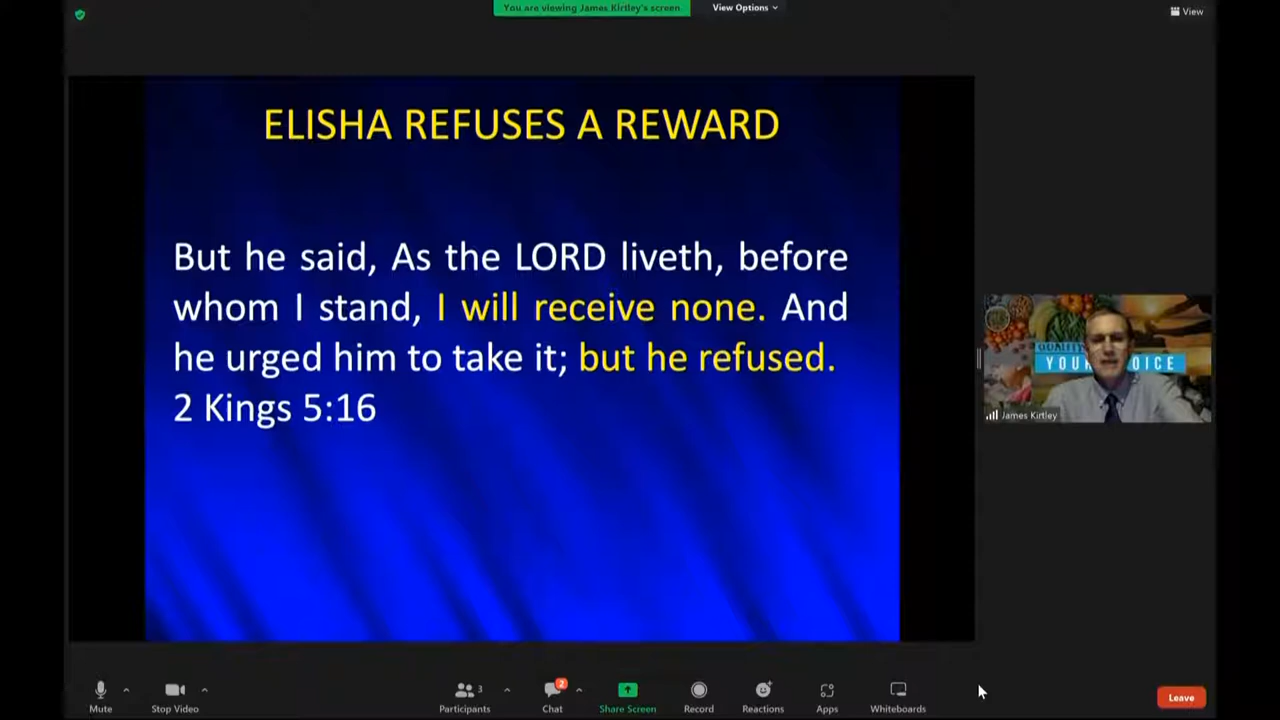 You are viewing James Kirtley's screen
View Options
View
ELISHA REFUSES A REWARD
But he said, As the LORD liveth, before
whom I stand, I will receive none. And
he urged him to take it; but he refused.
2 Kings 5:16
James Kirtley
Mute
Stop Video
3
Participants
2
Chat
Share Screen
Record
Reactions
Apps
Whiteboards
Leave